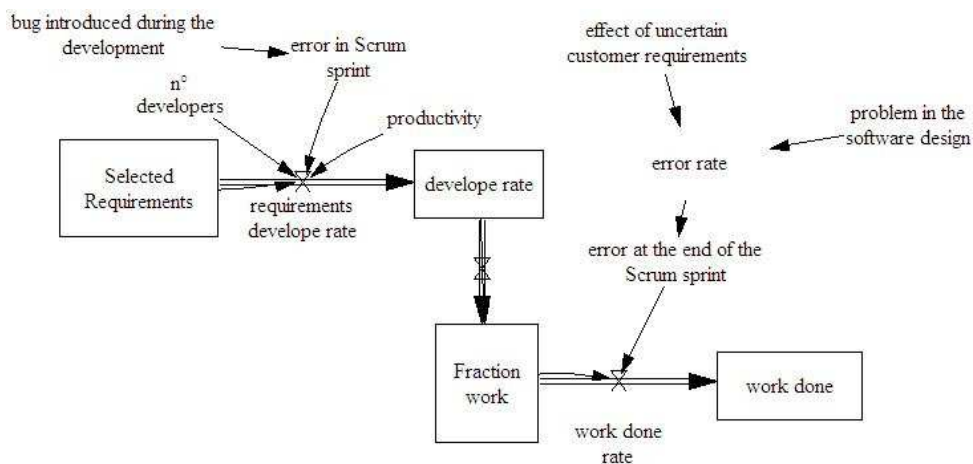 bug introduced during the
development
error in Scrum
sprint
effect of uncertain
customer requirements
n°
developers
productivity
problem in the
software design
Selected
Requirements
develope rate
error rate
requirements
develope rate
error at the end of the
Scrum sprint
Fraction
work
work done
work done
rate